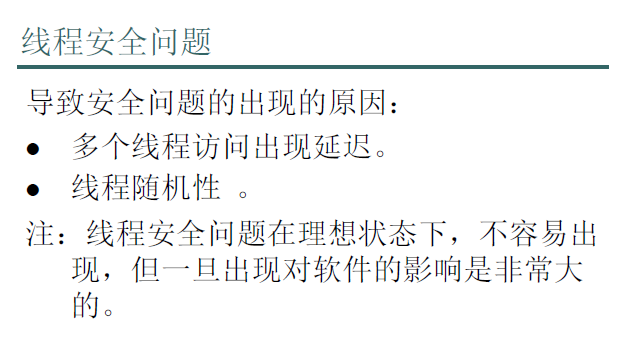 线程安全问题
导致安全问题的出现的原因：
● 多个线程访问出现延迟。
● 线程随机性 。
注：线程安全问题在理想状态下，不容易出
现，但一旦出现对软件的影响是非常大
的。